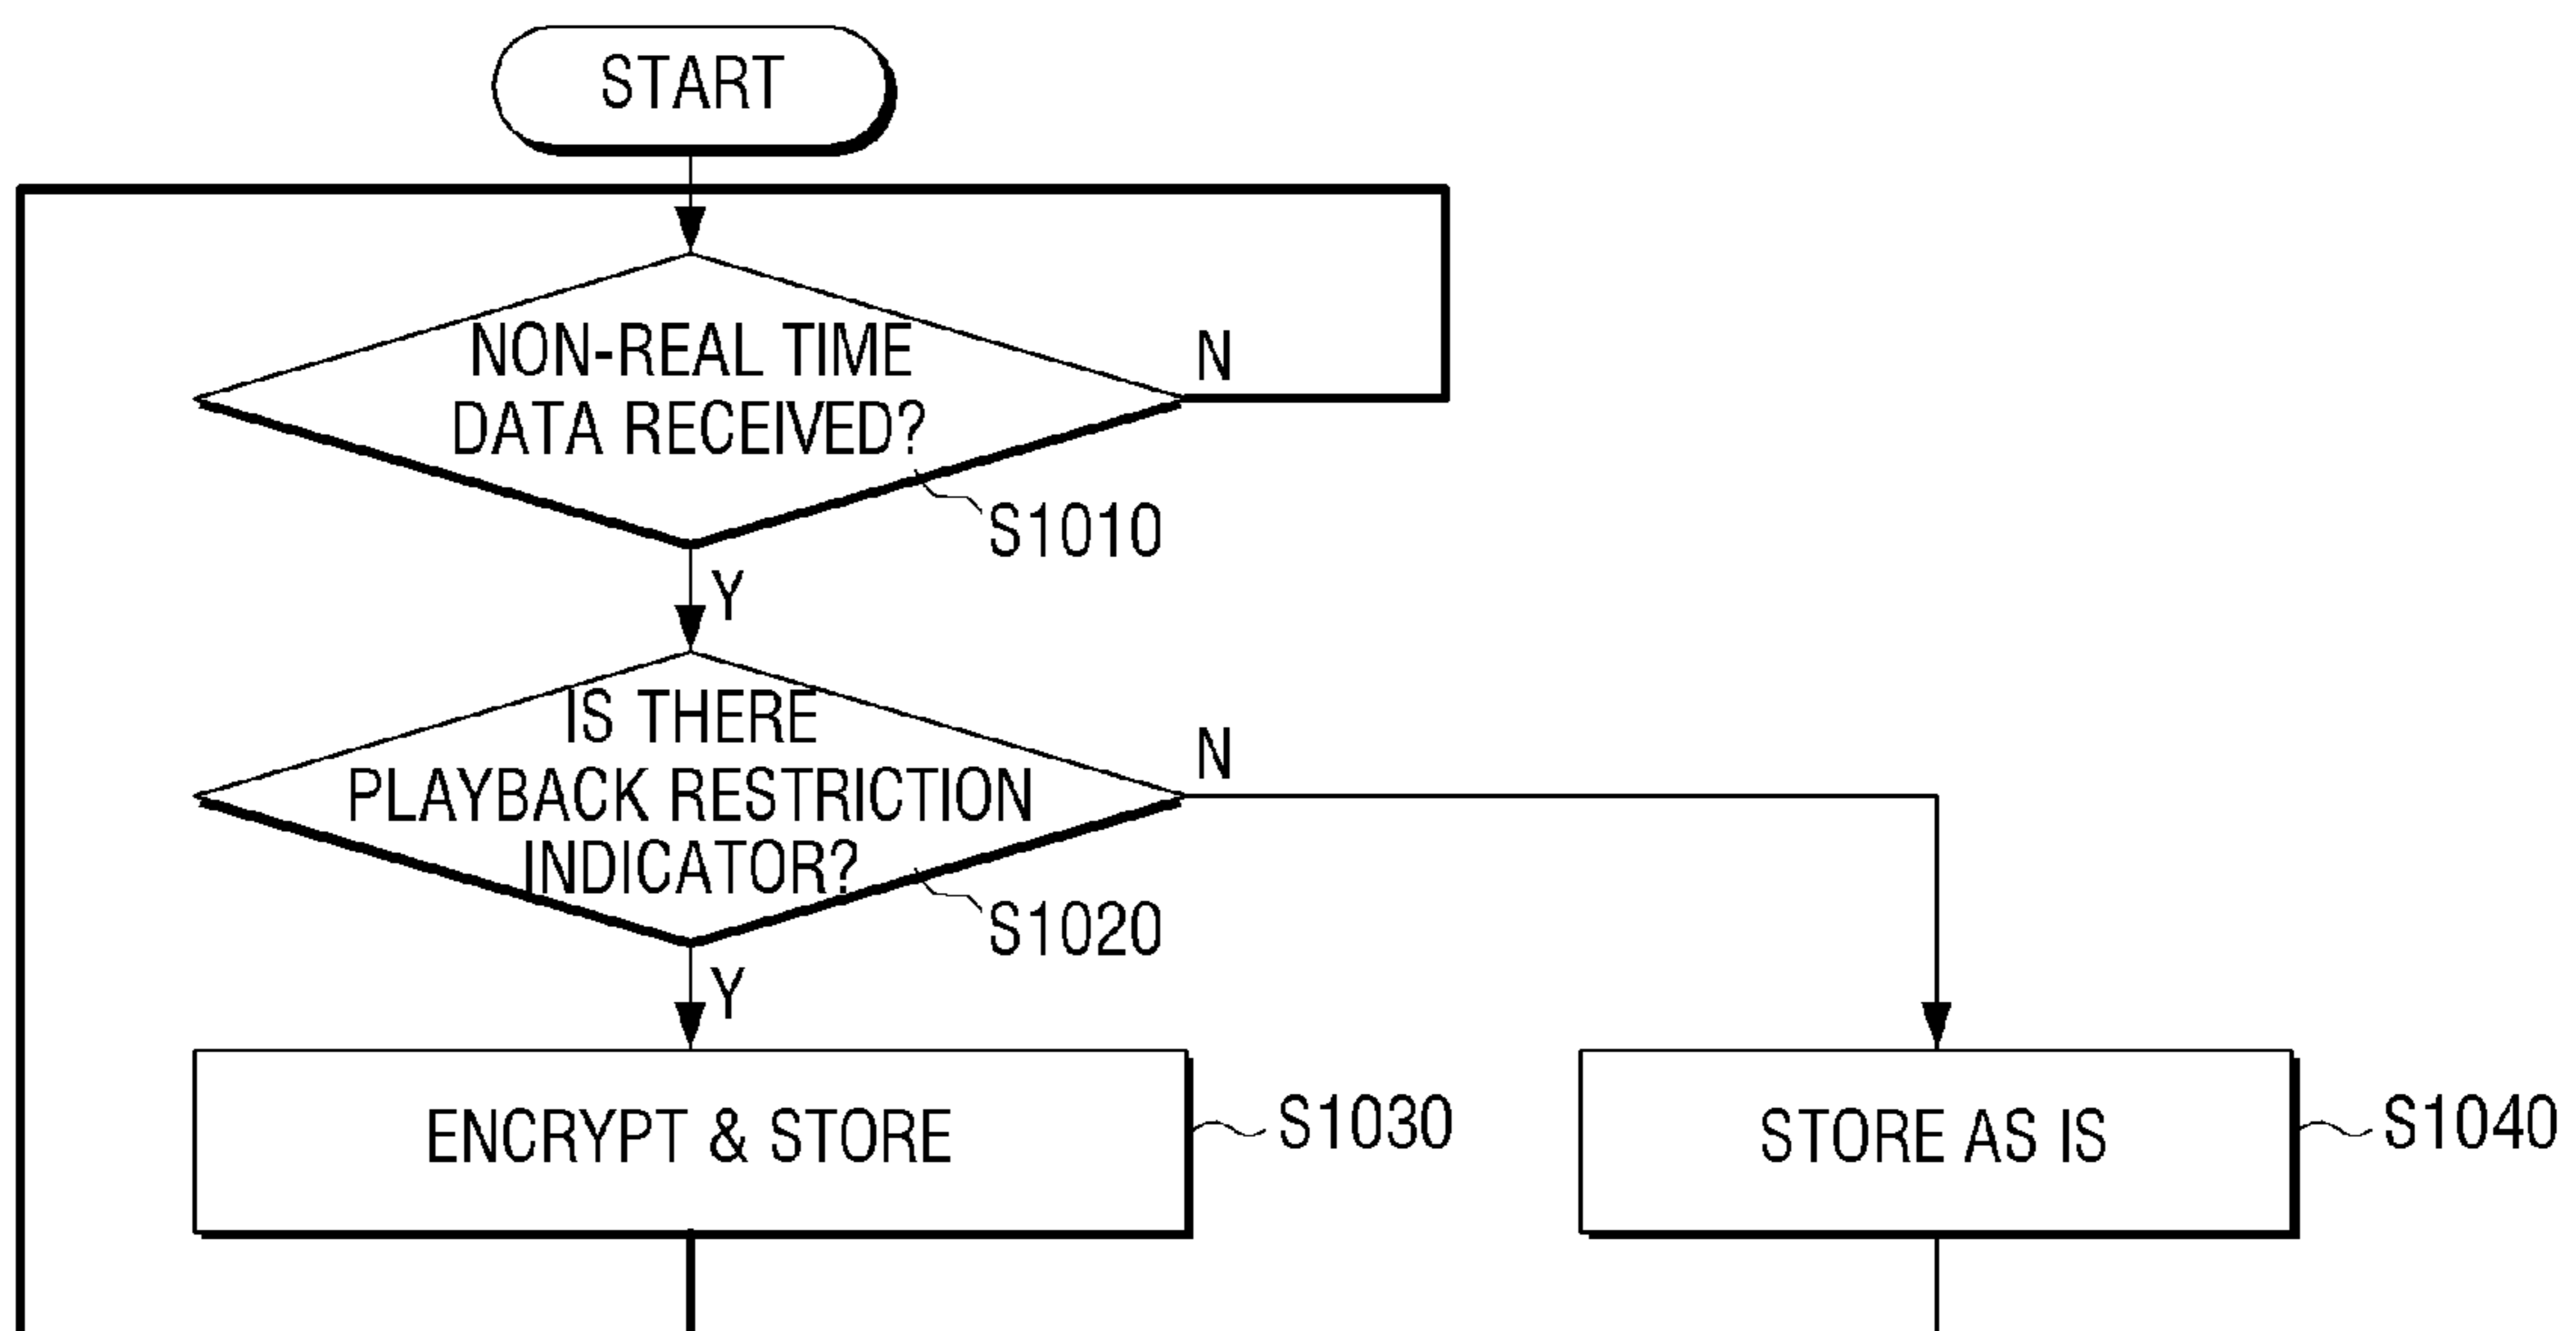 START
NON-REAL TIME
DATA RECEIVED?
N
S1010
Y
IS THERE
PLAYBACK RESTRICTION
INDICATOR?
N
S1020
Y
ENCRYPT & STORE
S1030
STORE AS IS
S1040